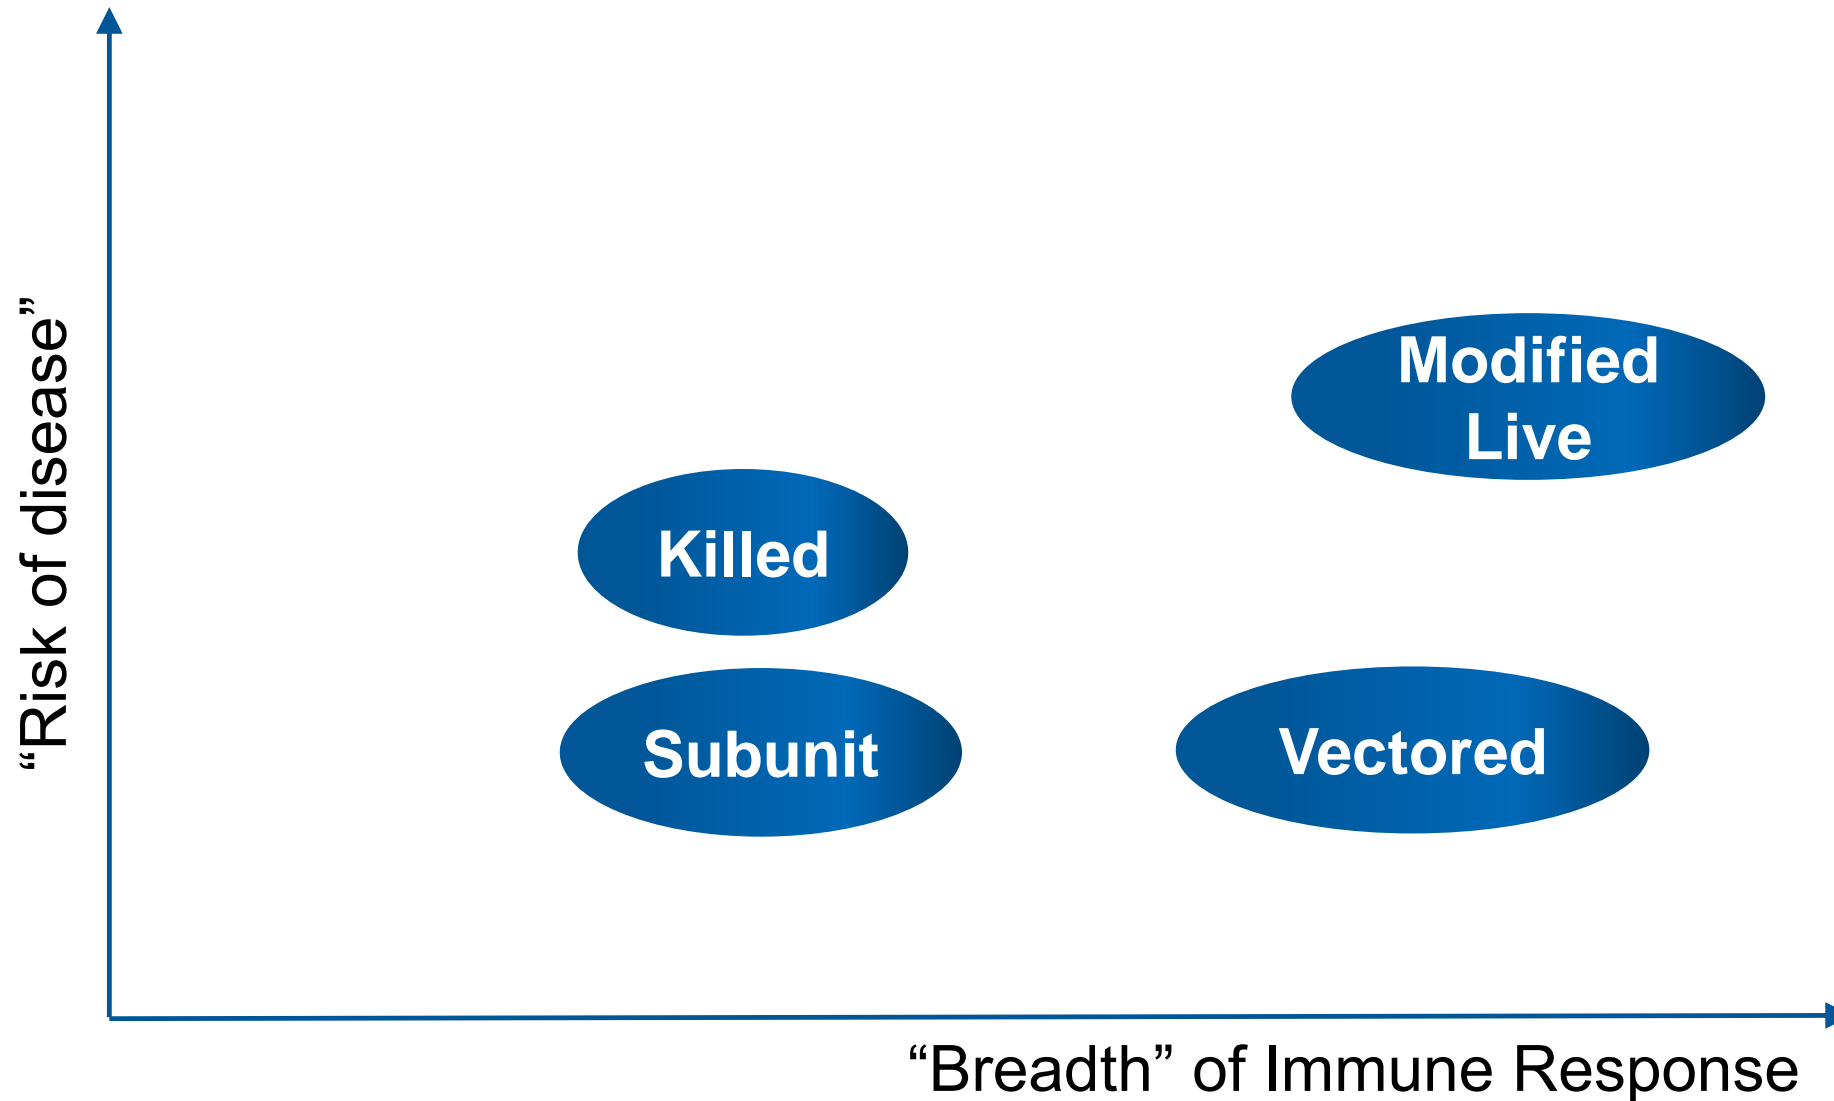 “Risk of disease”
Modified
Live
Killed
Subunit
Vectored
“Breadth” of Immune Response